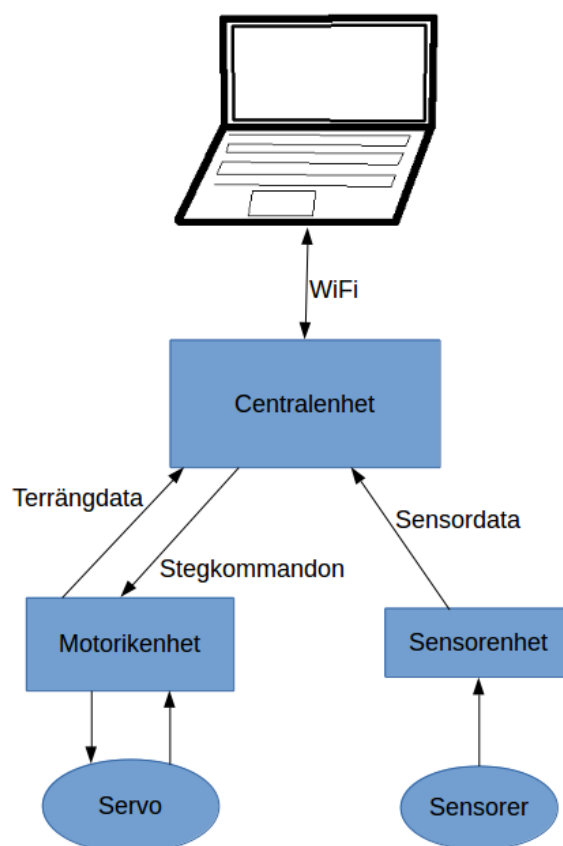 WiFi
Centralenhet
Terrängdata
Sensordata
Stegkommandon
Motorikenhet
Sensorenhet
Servo
Sensorer